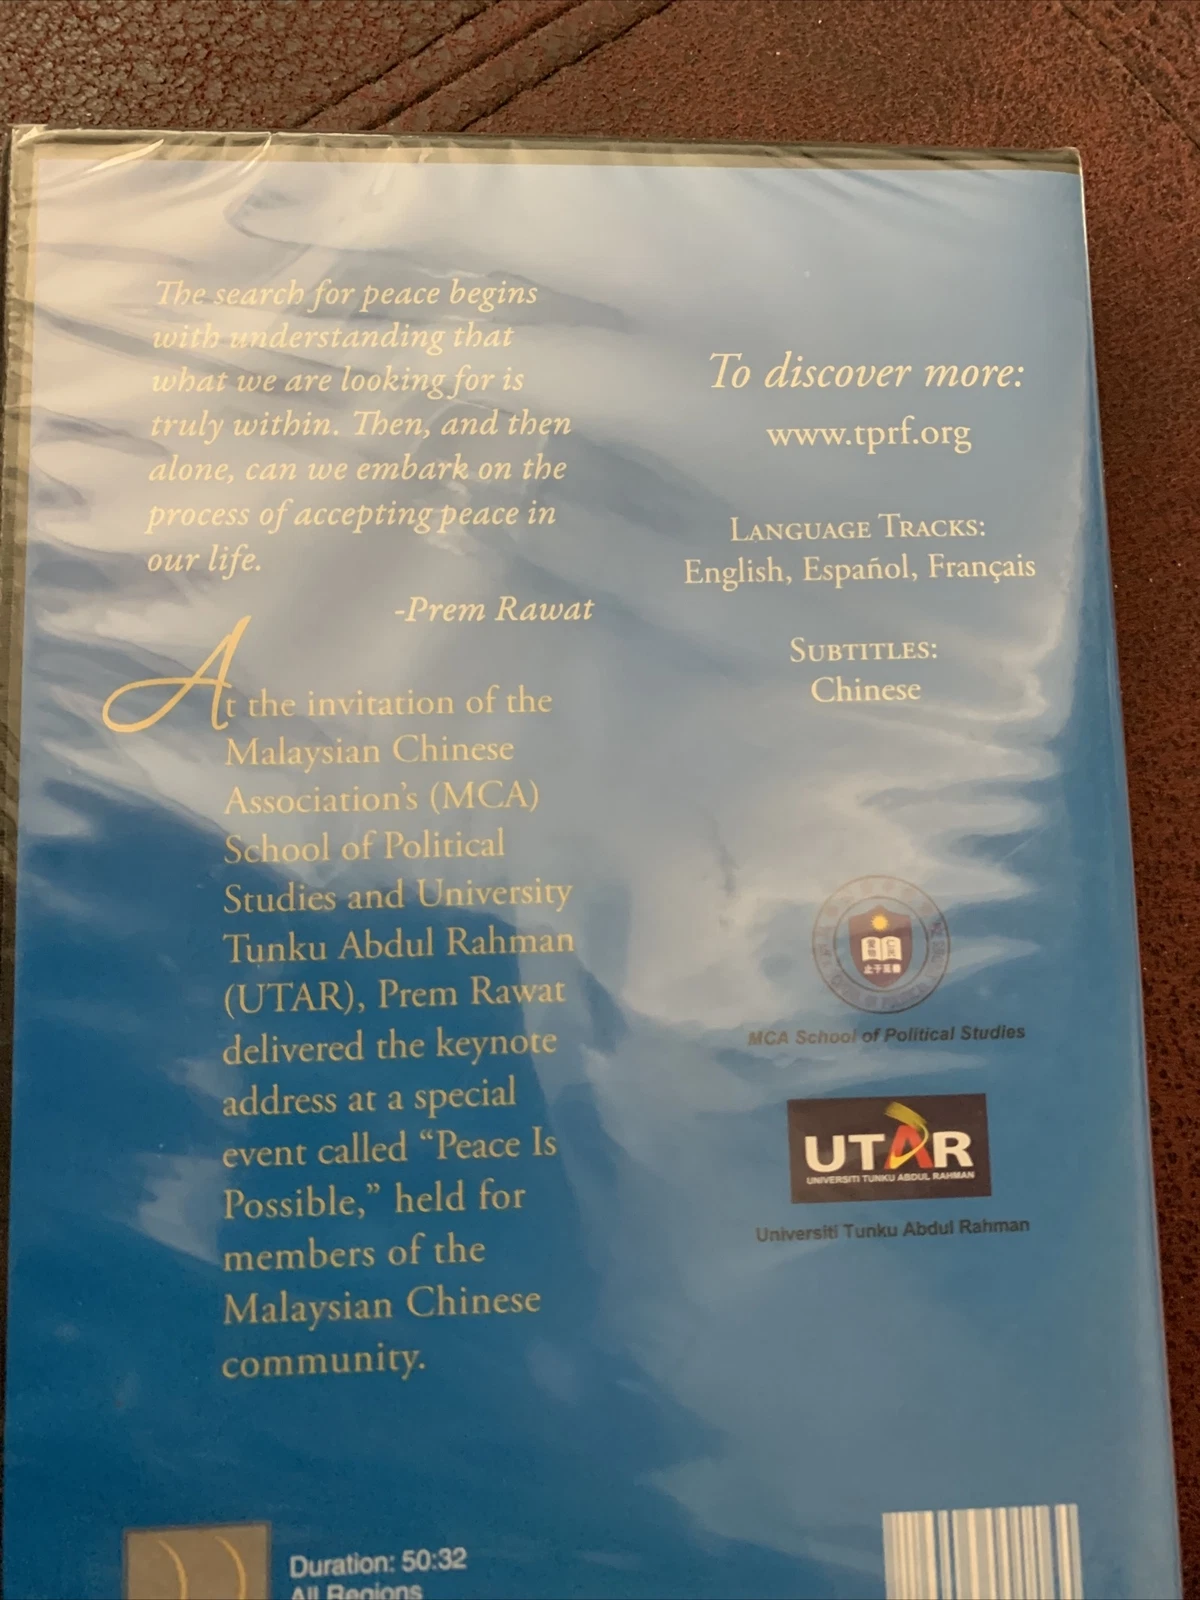 The search for peace begins
with understanding that
what we are looking for is
truly within. Then, and then
alone, can we embark on the
process of accepting peace in
our life.
-Prem Rawat
At the invitation of the
Malaysian Chinese
Association's (MCA)
School of Political
Studies and University
Tunku Abdul Rahman
(UTAR), Prem Rawat
delivered the keynote
address at a special
event called “Peace Is
Possible,” held for
members of the
Malaysian Chinese
community.
Duration: 50:32
All Regions
To discover more:
www.tprf.org
LANGUAGE TRACKS:
English, Español, Français
SUBTITLES:
Chinese
MCA School of Political Studies
UTAR
UNIVERSITI TUNKU ABDUL RAHMAN
Universiti Tunku Abdul Rahman